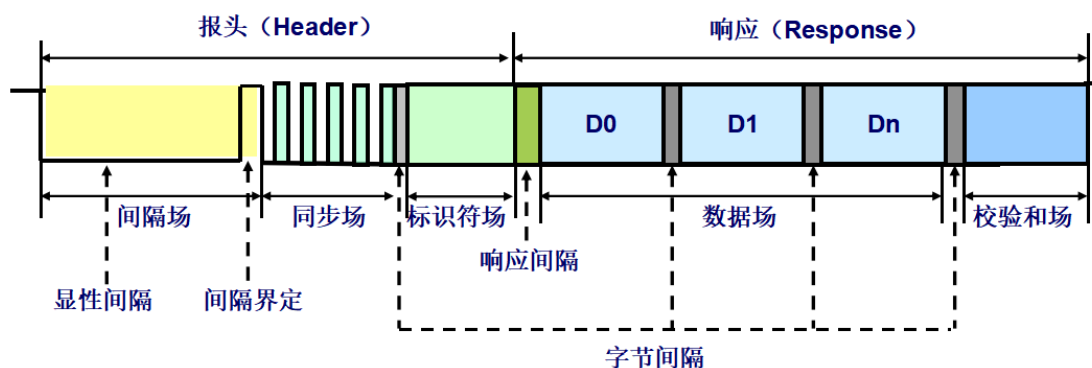 报头（Header）
响应（Response）
D0
D1
Dn
间隔场
同步场
标识符场
数据场
校验和场
响应间隔
显性间隔
间隔界定
字节间隔